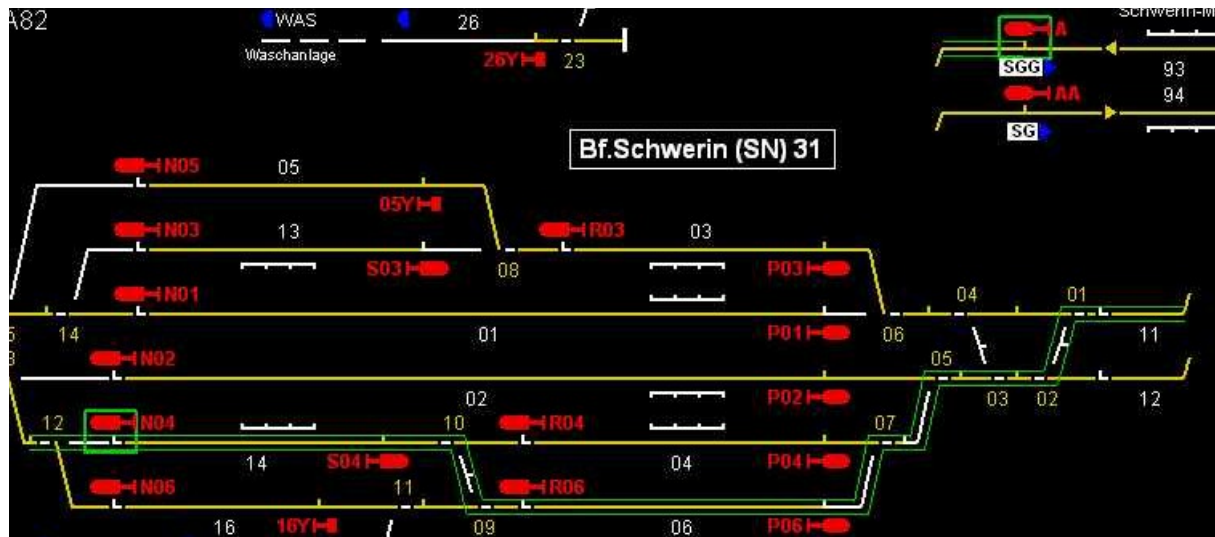 A82
WAS
26
Schwerin-M
A
Waschanlage
26Y
23
SGG
93
AA
94
SG
Bf.Schwerin (SN) 31
N05
05
05Y
N03
13
R03
03
S03
08
P03
N01
04
01
14
01
P01
06
11
N02
05
02
P02
03
02
12
12
N04
10
R04
07
14
S04
04
P04
N06
11
R06
16
16Y
09
06
P06